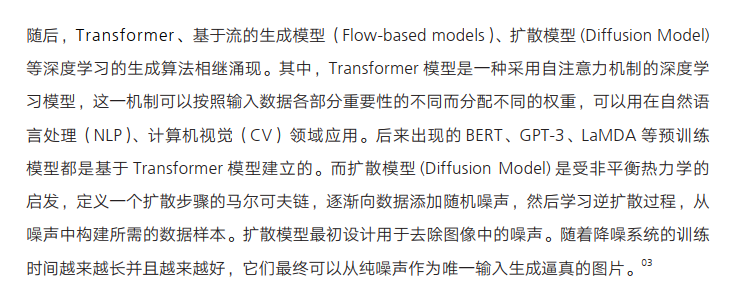 随后，Transformer、基于流的生成模型（Flow-based models）、扩散模型(Diffusion Model)
等深度学习的生成算法相继涌现。其中，Transformer 模型是一种采用自注意力机制的深度学
习模型，这一机制可以按照输入数据各部分重要性的不同而分配不同的权重，可以用在自然语
言处理（NLP）、计算机视觉（CV）领域应用。后来出现的 BERT、GPT-3、LaMDA 等预训练
模型都是基于 Transformer 模型建立的。而扩散模型(Diffusion Model)是受非平衡热力学的
启发，定义一个扩散步骤的马尔可夫链，逐渐向数据添加随机噪声，然后学习逆扩散过程，从
噪声中构建所需的数据样本。扩散模型最初设计用于去除图像中的噪声。随着降噪系统的训练
时间越来越长并且越来越好，它们最终可以从纯噪声作为唯一输入生成逼真的图片。03